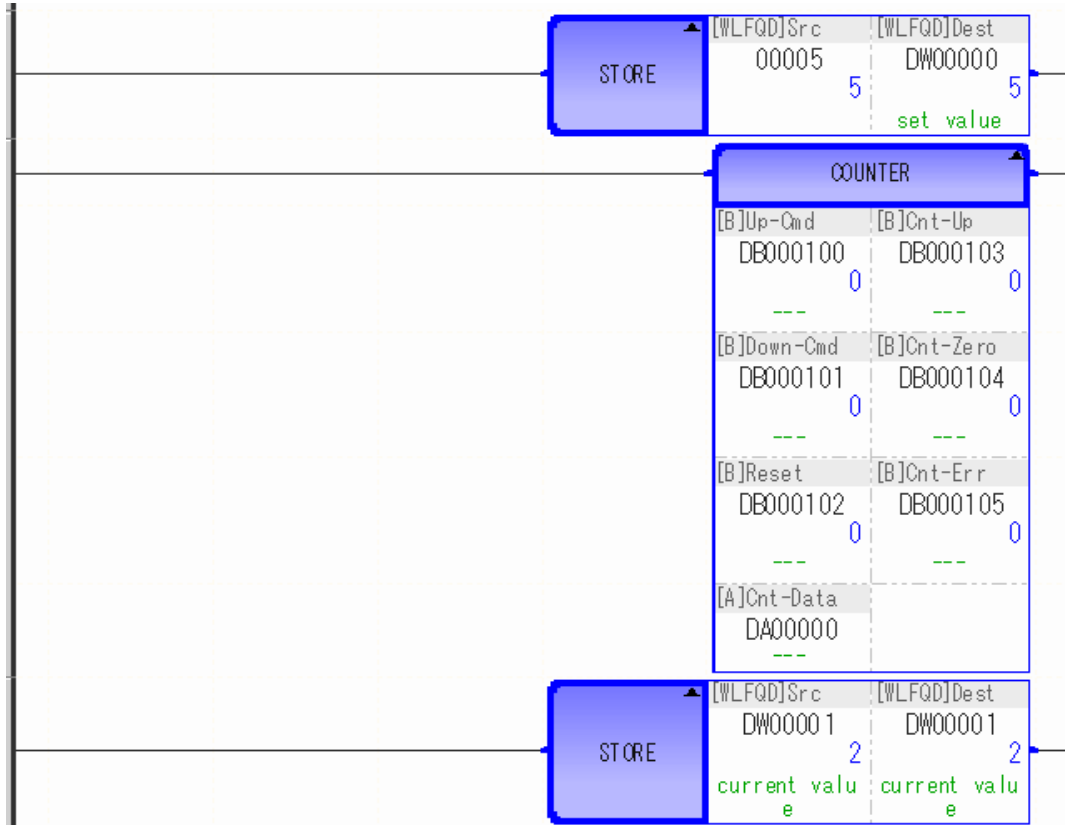 [WLFQD]Src [WLFQD]Dest
STORE 00005 DW00000
5 5
set value
COUNTER
[B]Up-Cmd [B]Cnt-Up
DB000100 DB000103
0 0
--- ---
[B]Down-Cmd [B]Cnt-Zero
DB000101 DB000104
0 0
--- ---
[B]Reset [B]Cnt-Err
DB000102 DB000105
0 0
--- ---
[A]Cnt-Data
DA00000
---
[WLFQD]Src [WLFQD]Dest
DW00001 DW00001
STORE 2 2
current valu current valu
e e